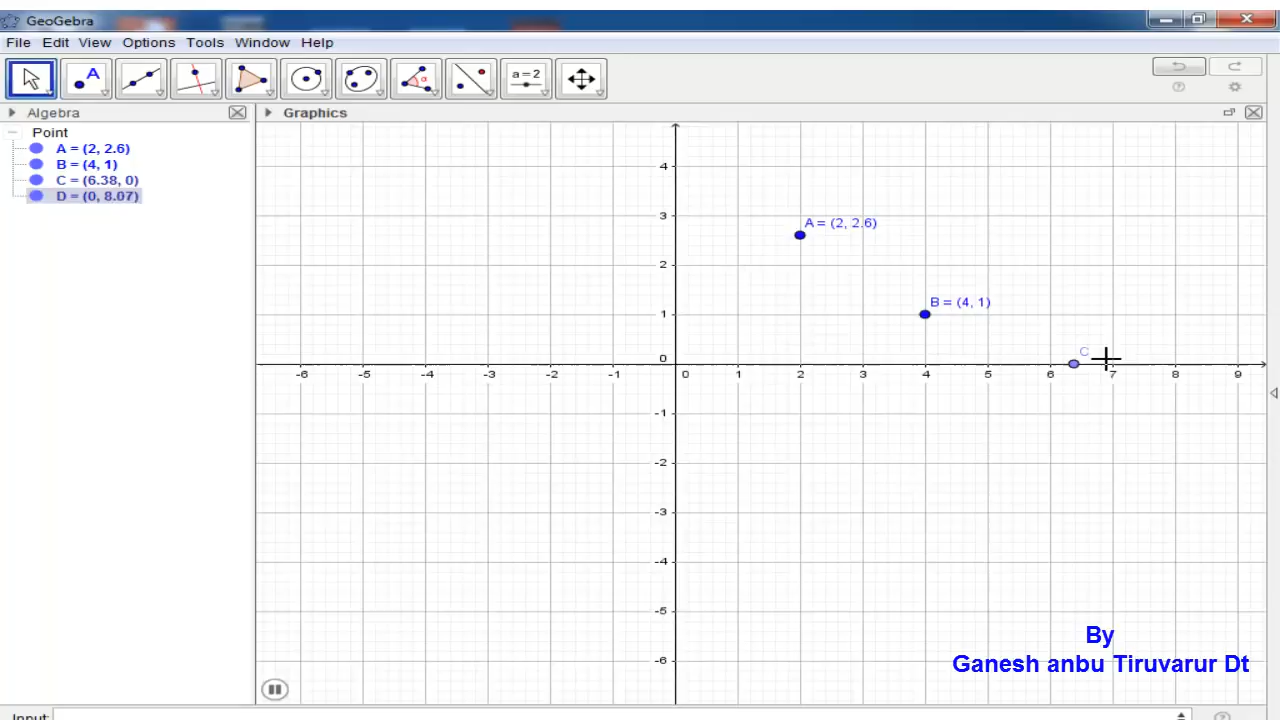 GeoGebra
File Edit View Options Tools Window Help
A
α
a = 2
Algebra
Graphics
Point
A = (2, 2.6)
B = (4, 1)
C = (6.38, 0)
D = (0, 8.07)
4
3
A = (2, 2.6)
2
B = (4, 1)
1
C
0
-6 -5 -4 -3 -2 -1 0 1 2 3 4 5 6 7 8 9
-1
-2
-3
-4
-5
-6
By
Ganesh anbu Tiruvarur Dt
Input: